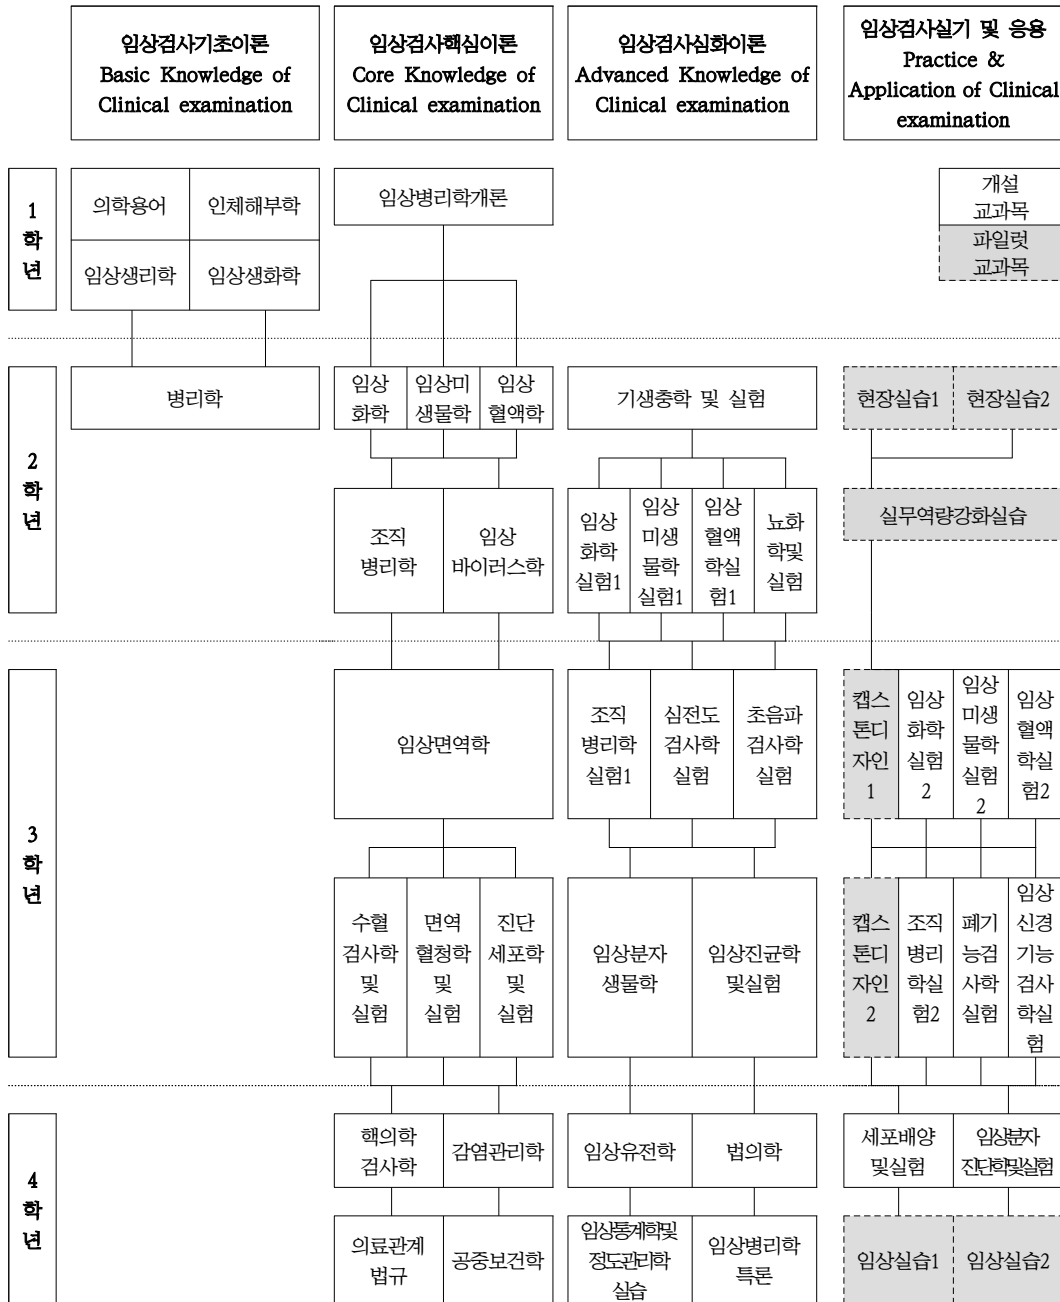 임상검사기초이론
Basic Knowledge of
Clinical examination
임상검사핵심이론
Core Knowledge of
Clinical examination
임상검사심화이론
Advanced Knowledge of
Clinical examination
임상검사실기 및 응용
Practice &
Application of Clinical
examination
1
학
년
의학용어
인체해부학
임상생리학
임상생화학
임상병리학개론
개설
교과목
파일럿
교과목
2
학
년
병리학
임상
화학
임상미
생물학
임상
혈액학
기생충학 및 실험
현장실습1
현장실습2
조직
병리학
임상
바이러스학
임상
화학
실험1
임상
미생
물학
실험1
임상
혈액
학실
험1
뇨화
학및
실험
실무역량강화실습
3
학
년
임상면역학
조직
병리학
실험1
심전도
검사학
실험
초음파
검사학
실험
캡스
톤디
자인
1
임상
화학
실험
2
임상
미생
물학
실험
2
임상
혈액
학실
험2
수혈
검사학
및
실험
면역
혈청학
및
실험
진단
세포학
및
실험
임상분자
생물학
임상진균학
및실험
캡스
톤디
자인
2
조직
병리
학실
험2
폐기
능검
사학
실험
임상
신경
기능
검사
학실
험
4
학
년
핵의학
검사학
감염관리학
임상유전학
법의학
세포배양
및실험
임상분자
진단학및실험
의료관계
법규
공중보건학
임상통계학및
정도관리학
실습
임상병리학
특론
임상실습1
임상실습2